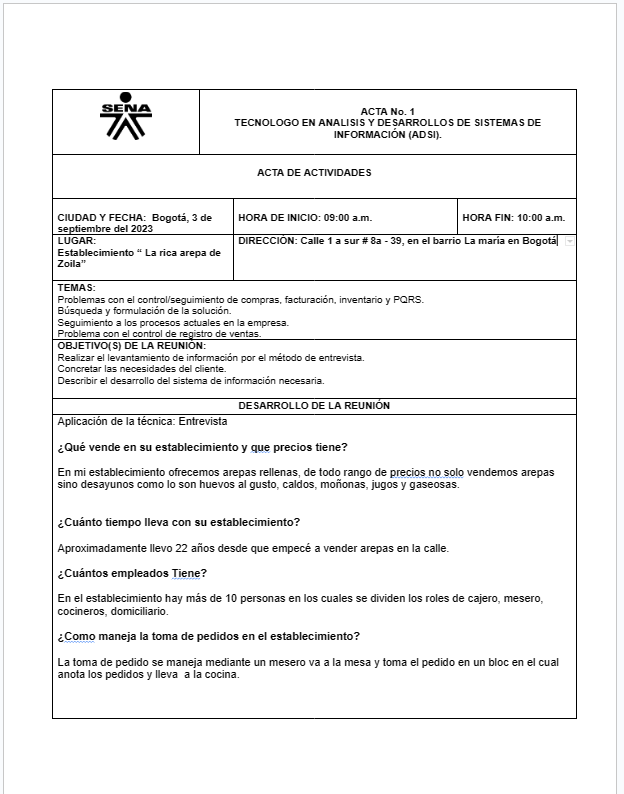 SENA
ACTA No. 1
TECNOLOGO EN ANALISIS Y DESARROLLOS DE SISTEMAS DE
INFORMACIÓN (ADSI).
ACTA DE ACTIVIDADES
CIUDAD Y FECHA: Bogotá, 3 de
septiembre del 2023
HORA DE INICIO: 09:00 a.m.
HORA FIN: 10:00 a.m.
LUGAR:
Establecimiento “ La rica arepa de
Zoila”
DIRECCIÓN: Calle 1 a sur # 8a - 39, en el barrio La maría en Bogotá
TEMAS:
Problemas con el control/seguimiento de compras, facturación, inventario y PQRS.
Búsqueda y formulación de la solución.
Seguimiento a los procesos actuales en la empresa.
Problema con el control de registro de ventas.
OBJETIVO(S) DE LA REUNIÓN:
Realizar el levantamiento de información por el método de entrevista.
Concretar las necesidades del cliente.
Describir el desarrollo del sistema de información necesaria.
DESARROLLO DE LA REUNIÓN
Aplicación de la técnica: Entrevista
¿Qué vende en su establecimiento y que precios tiene?
En mi establecimiento ofrecemos arepas rellenas, de todo rango de precios no solo vendemos arepas
sino desayunos como lo son huevos al gusto, caldos, moñonas, jugos y gaseosas.
¿Cuánto tiempo lleva con su establecimiento?
Aproximadamente llevo 22 años desde que empecé a vender arepas en la calle.
¿Cuántos empleados Tiene?
En el establecimiento hay más de 10 personas en los cuales se dividen los roles de cajero, mesero,
cocineros, domiciliario.
¿Como maneja la toma de pedidos en el establecimiento?
La toma de pedido se maneja mediante un mesero va a la mesa y toma el pedido en un bloc en el cual
anota los pedidos y lleva  a la cocina.